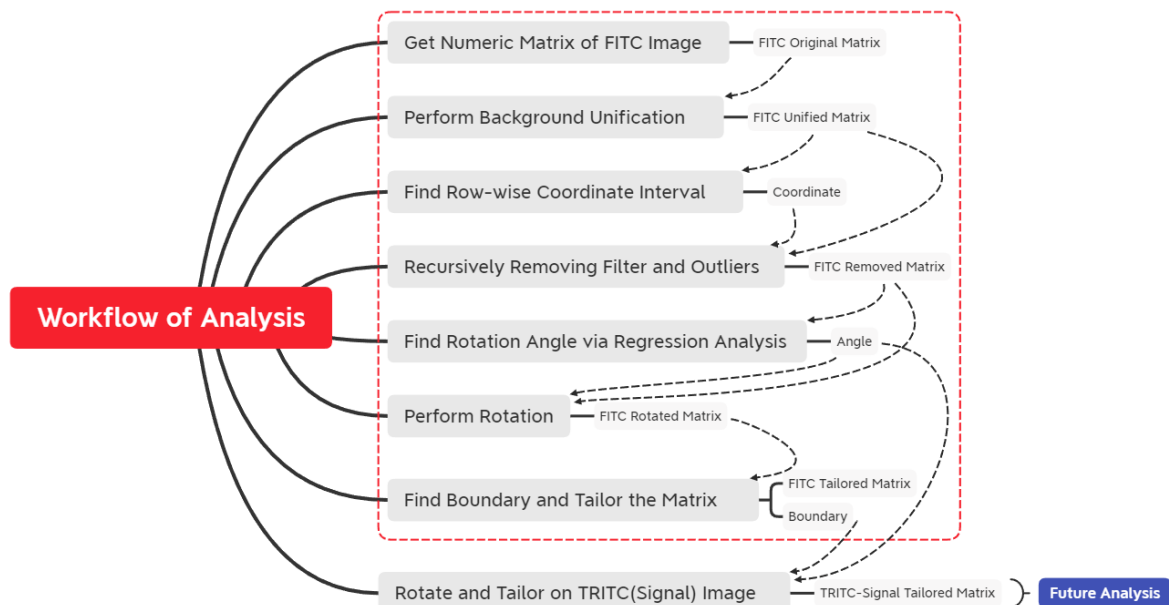 Get Numeric Matrix of FITC Image
FITC Original Matrix
Perform Background Unification
FITC Unified Matrix
Find Row-wise Coordinate Interval
Coordinate
Recursively Removing Filter and Outliers
FITC Removed Matrix
Workflow of Analysis
Find Rotation Angle via Regression Analysis
Angle
Perform Rotation
FITC Rotated Matrix
Find Boundary and Tailor the Matrix
FITC Tailored Matrix
Boundary
Rotate and Tailor on TRITC(Signal) Image
TRITC-Signal Tailored Matrix
Future Analysis